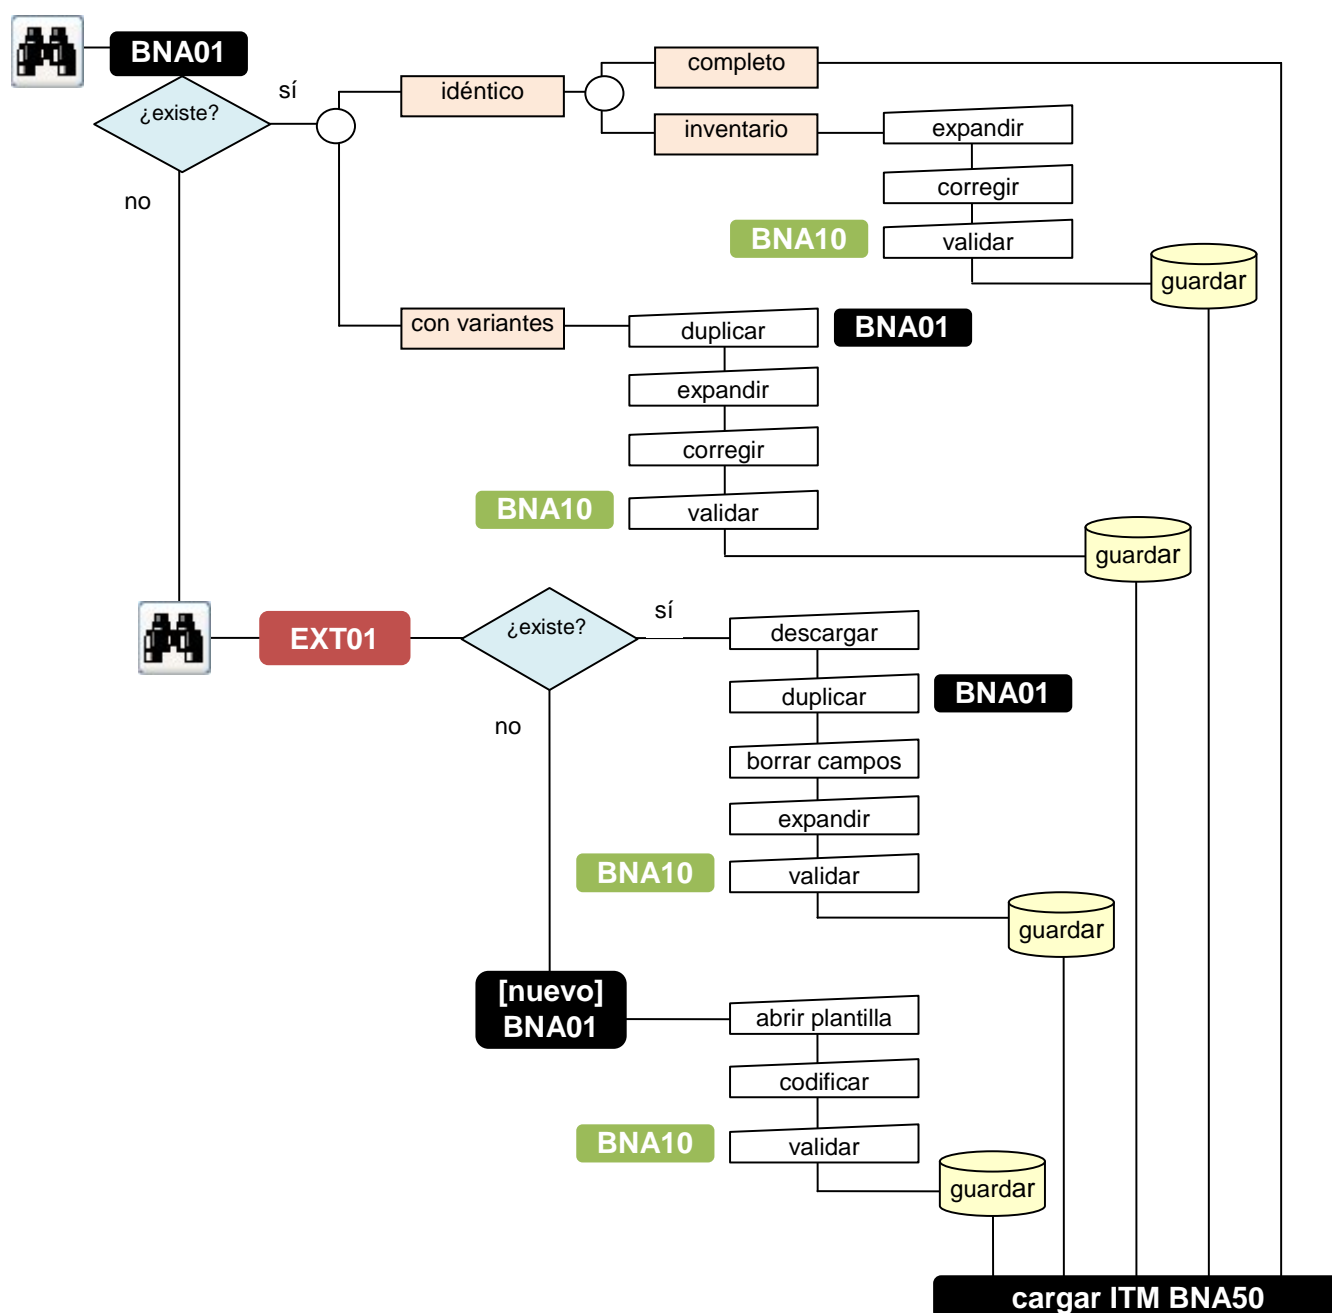 BNA01
¿existe?
sí
no
idéntico
completo
inventario
expandir
corregir
BNA10
validar
guardar
con variantes
duplicar
BNA01
expandir
corregir
BNA10
validar
guardar
EXT01
¿existe?
sí
no
descargar
duplicar
BNA01
borrar campos
expandir
BNA10
validar
guardar
[nuevo]
BNA01
abrir plantilla
codificar
BNA10
validar
guardar
cargar ITM BNA50